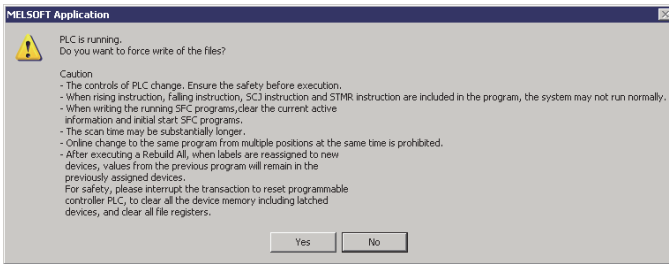 MELSOFT Application
PLC is running.
Do you want to force write of the files?
Caution
- The controls of PLC change. Ensure the safety before execution.
- When rising instruction, falling instruction, SCJ instruction and STMR instruction are included in the program, the system may not run normally.
- When writing the running SFC programs,clear the current active
information and initial start SFC programs.
- The scan time may be substantially longer.
- Online change to the same program from multiple positions at the same time is prohibited.
- After executing a Rebuild All, when labels are reassigned to new
devices, values from the previous program will remain in the
previously assigned devices.
For safety, please interrupt the transaction to reset programmable
controller PLC, to clear all the device memory including latched
devices, and clear all file registers.
Yes No